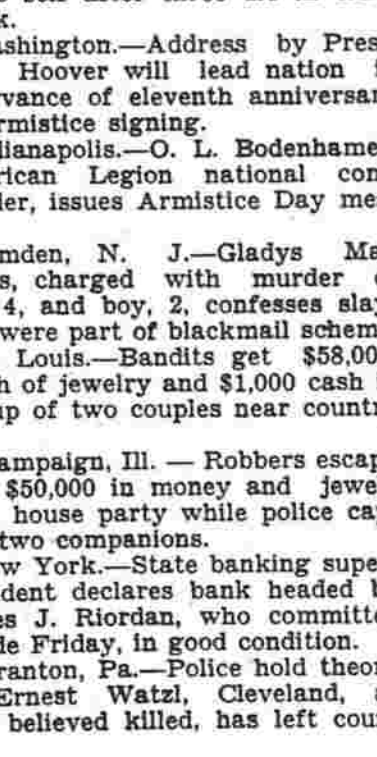 k.
ashington.—Address by Pres
Hoover will lead nation
rvance of eleventh anniversar
rmistice signing.
dianapolis.—O. L. Bodenhame
rican Legion national com
der, issues Armistice Day me
mden, N. J.—Gladys Ma
s, charged with murder
4, and boy, 2, confesses slay
were part of blackmail schem
Louis.—Bandits get $58,00
h of jewelry and $1,000 cash
up of two couples near countr
ampaign, Ill. — Robbers escap
$50,000 in money and jewe
house party while police ca
two companions.
w York.—State banking supe
dent declares bank headed b
es J. Riordan, who committe
de Friday, in good condition.
ranton, Pa.—Police hold theor
Ernest Watzl, Cleveland, a
believed killed, has left cou